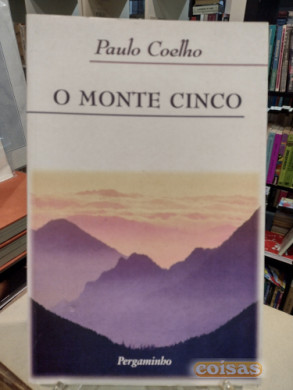 Paulo Coelho
O MONTE CINCO
Pergaminho
coisas